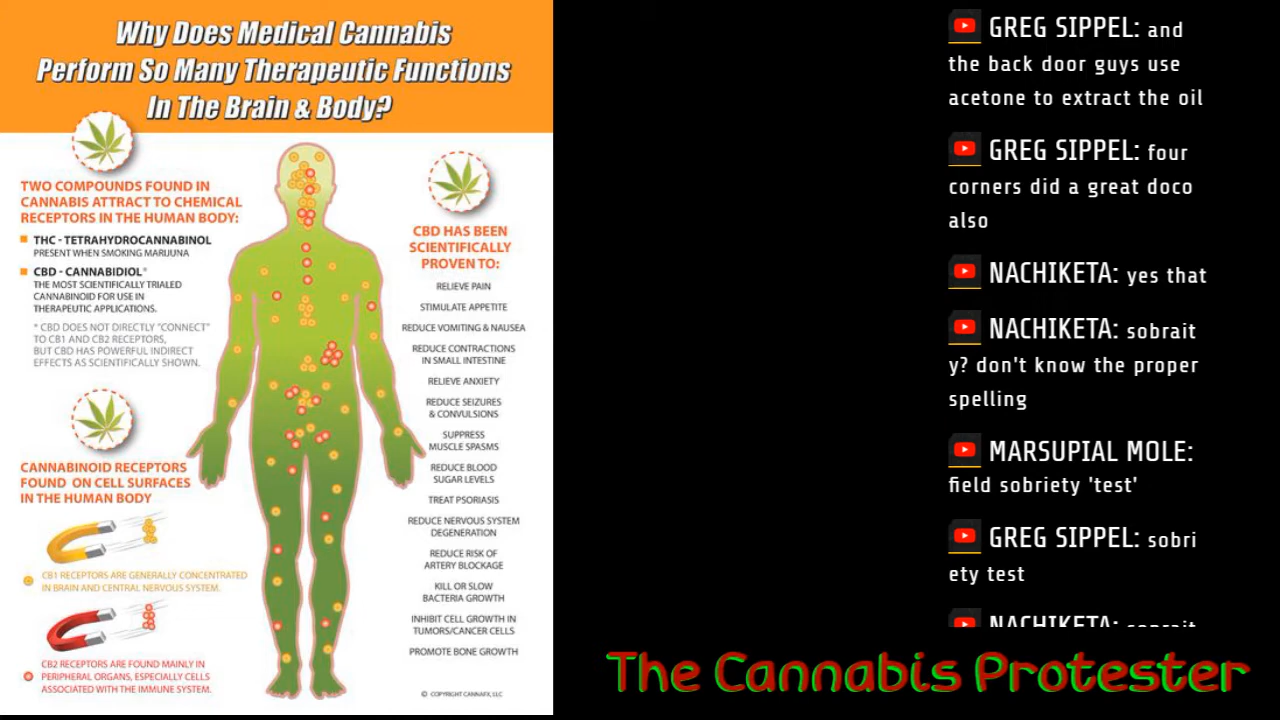 Why Does Medical Cannabis
Perform So Many Therapeutic Functions
In The Brain & Body?
TWO COMPOUNDS FOUND IN
CANNABIS ATTRACT TO CHEMICAL
RECEPTORS IN THE HUMAN BODY:
THC - TETRAHYDROCANNABINOL
PRESENT WHEN SMOKING MARIJUNA
CBD - CANNABIDIOL*
THE MOST SCIENTIFICALLY TRIALED
CANNABINOID FOR USE IN
THERAPEUTIC APPLICATIONS.
* CBD DOES NOT DIRECTLY "CONNECT"
TO CB1 AND CB2 RECEPTORS,
BUT CBD HAS POWERFUL INDIRECT
EFFECTS AS SCIENTIFICALLY SHOWN.
CANNABINOID RECEPTORS
FOUND ON CELL SURFACES
IN THE HUMAN BODY
CB1 RECEPTORS ARE GENERALLY CONCENTRATED
IN BRAIN AND CENTRAL NERVOUS SYSTEM.
CB2 RECEPTORS ARE FOUND MAINLY IN
PERIPHERAL ORGANS, ESPECIALLY CELLS
ASSOCIATED WITH THE IMMUNE SYSTEM.
CBD HAS BEEN
SCIENTIFICALLY
PROVEN TO:
RELIEVE PAIN
STIMULATE APPETITE
REDUCE VOMITING & NAUSEA
REDUCE CONTRACTIONS
IN SMALL INTESTINE
RELIEVE ANXIETY
REDUCE SEIZURES
& CONVULSIONS
SUPPRESS
MUSCLE SPASMS
REDUCE BLOOD
SUGAR LEVELS
TREAT PSORIASIS
REDUCE NERVOUS SYSTEM
DEGENERATION
REDUCE RISK OF
ARTERY BLOCKAGE
KILL OR SLOW
BACTERIA GROWTH
INHIBIT CELL GROWTH IN
TUMORS/CANCER CELLS
PROMOTE BONE GROWTH
© COPYRIGHT CANNAFX, LLC
GREG SIPPEL: and
the back door guys use
acetone to extract the oil
GREG SIPPEL: four
corners did a great doco
also
NACHIKETA: yes that
NACHIKETA: sobrait
y? don't know the proper
spelling
MARSUPIAL MOLE:
field sobriety 'test'
GREG SIPPEL: sobri
ety test
NACHIKETA:
The Cannabis Protester